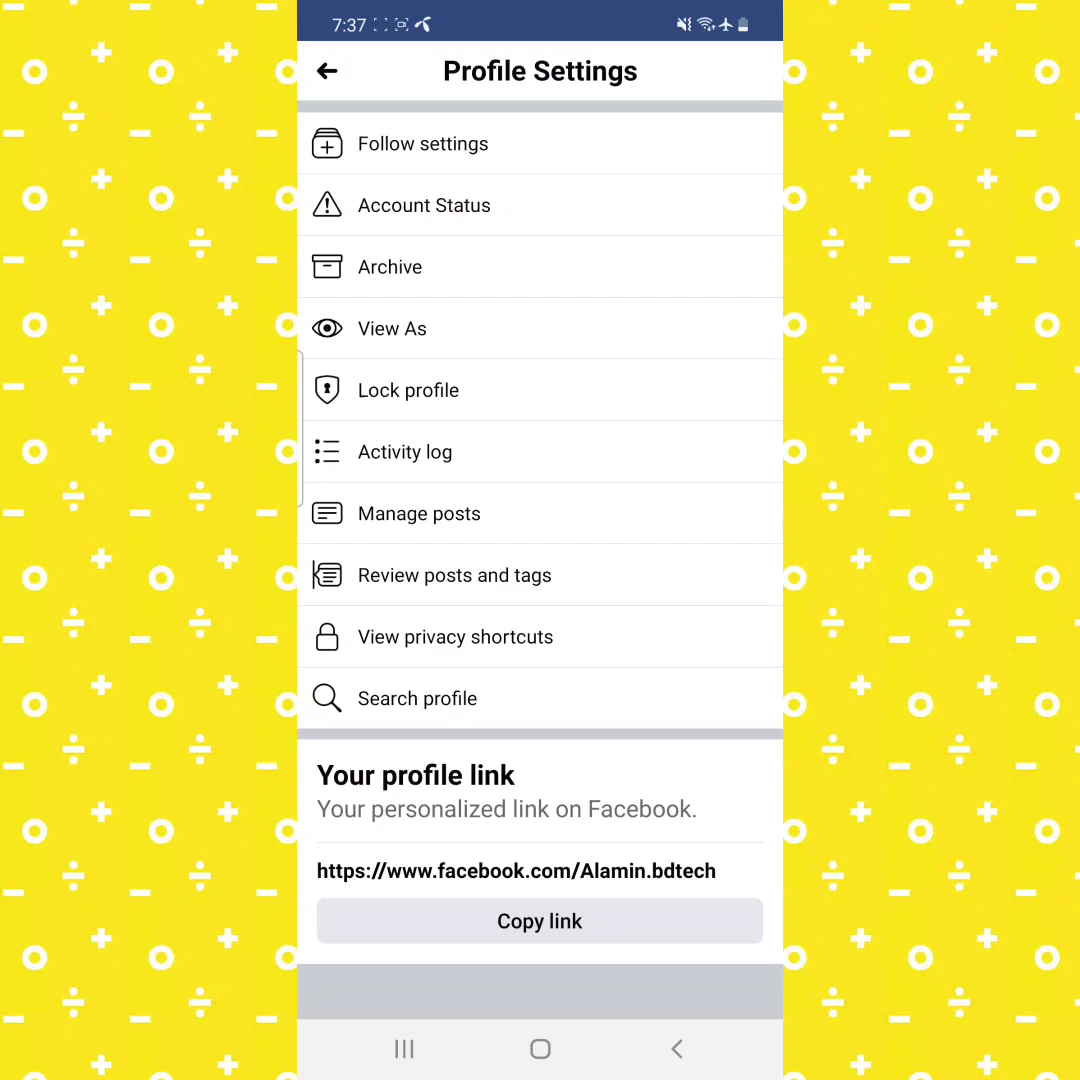 7:37
Profile Settings
Follow settings
Account Status
Archive
View As
Lock profile
Activity log
Manage posts
Review posts and tags
View privacy shortcuts
Search profile
Your profile link
Your personalized link on Facebook.
https://www.facebook.com/Alamin.bdtech
Copy link